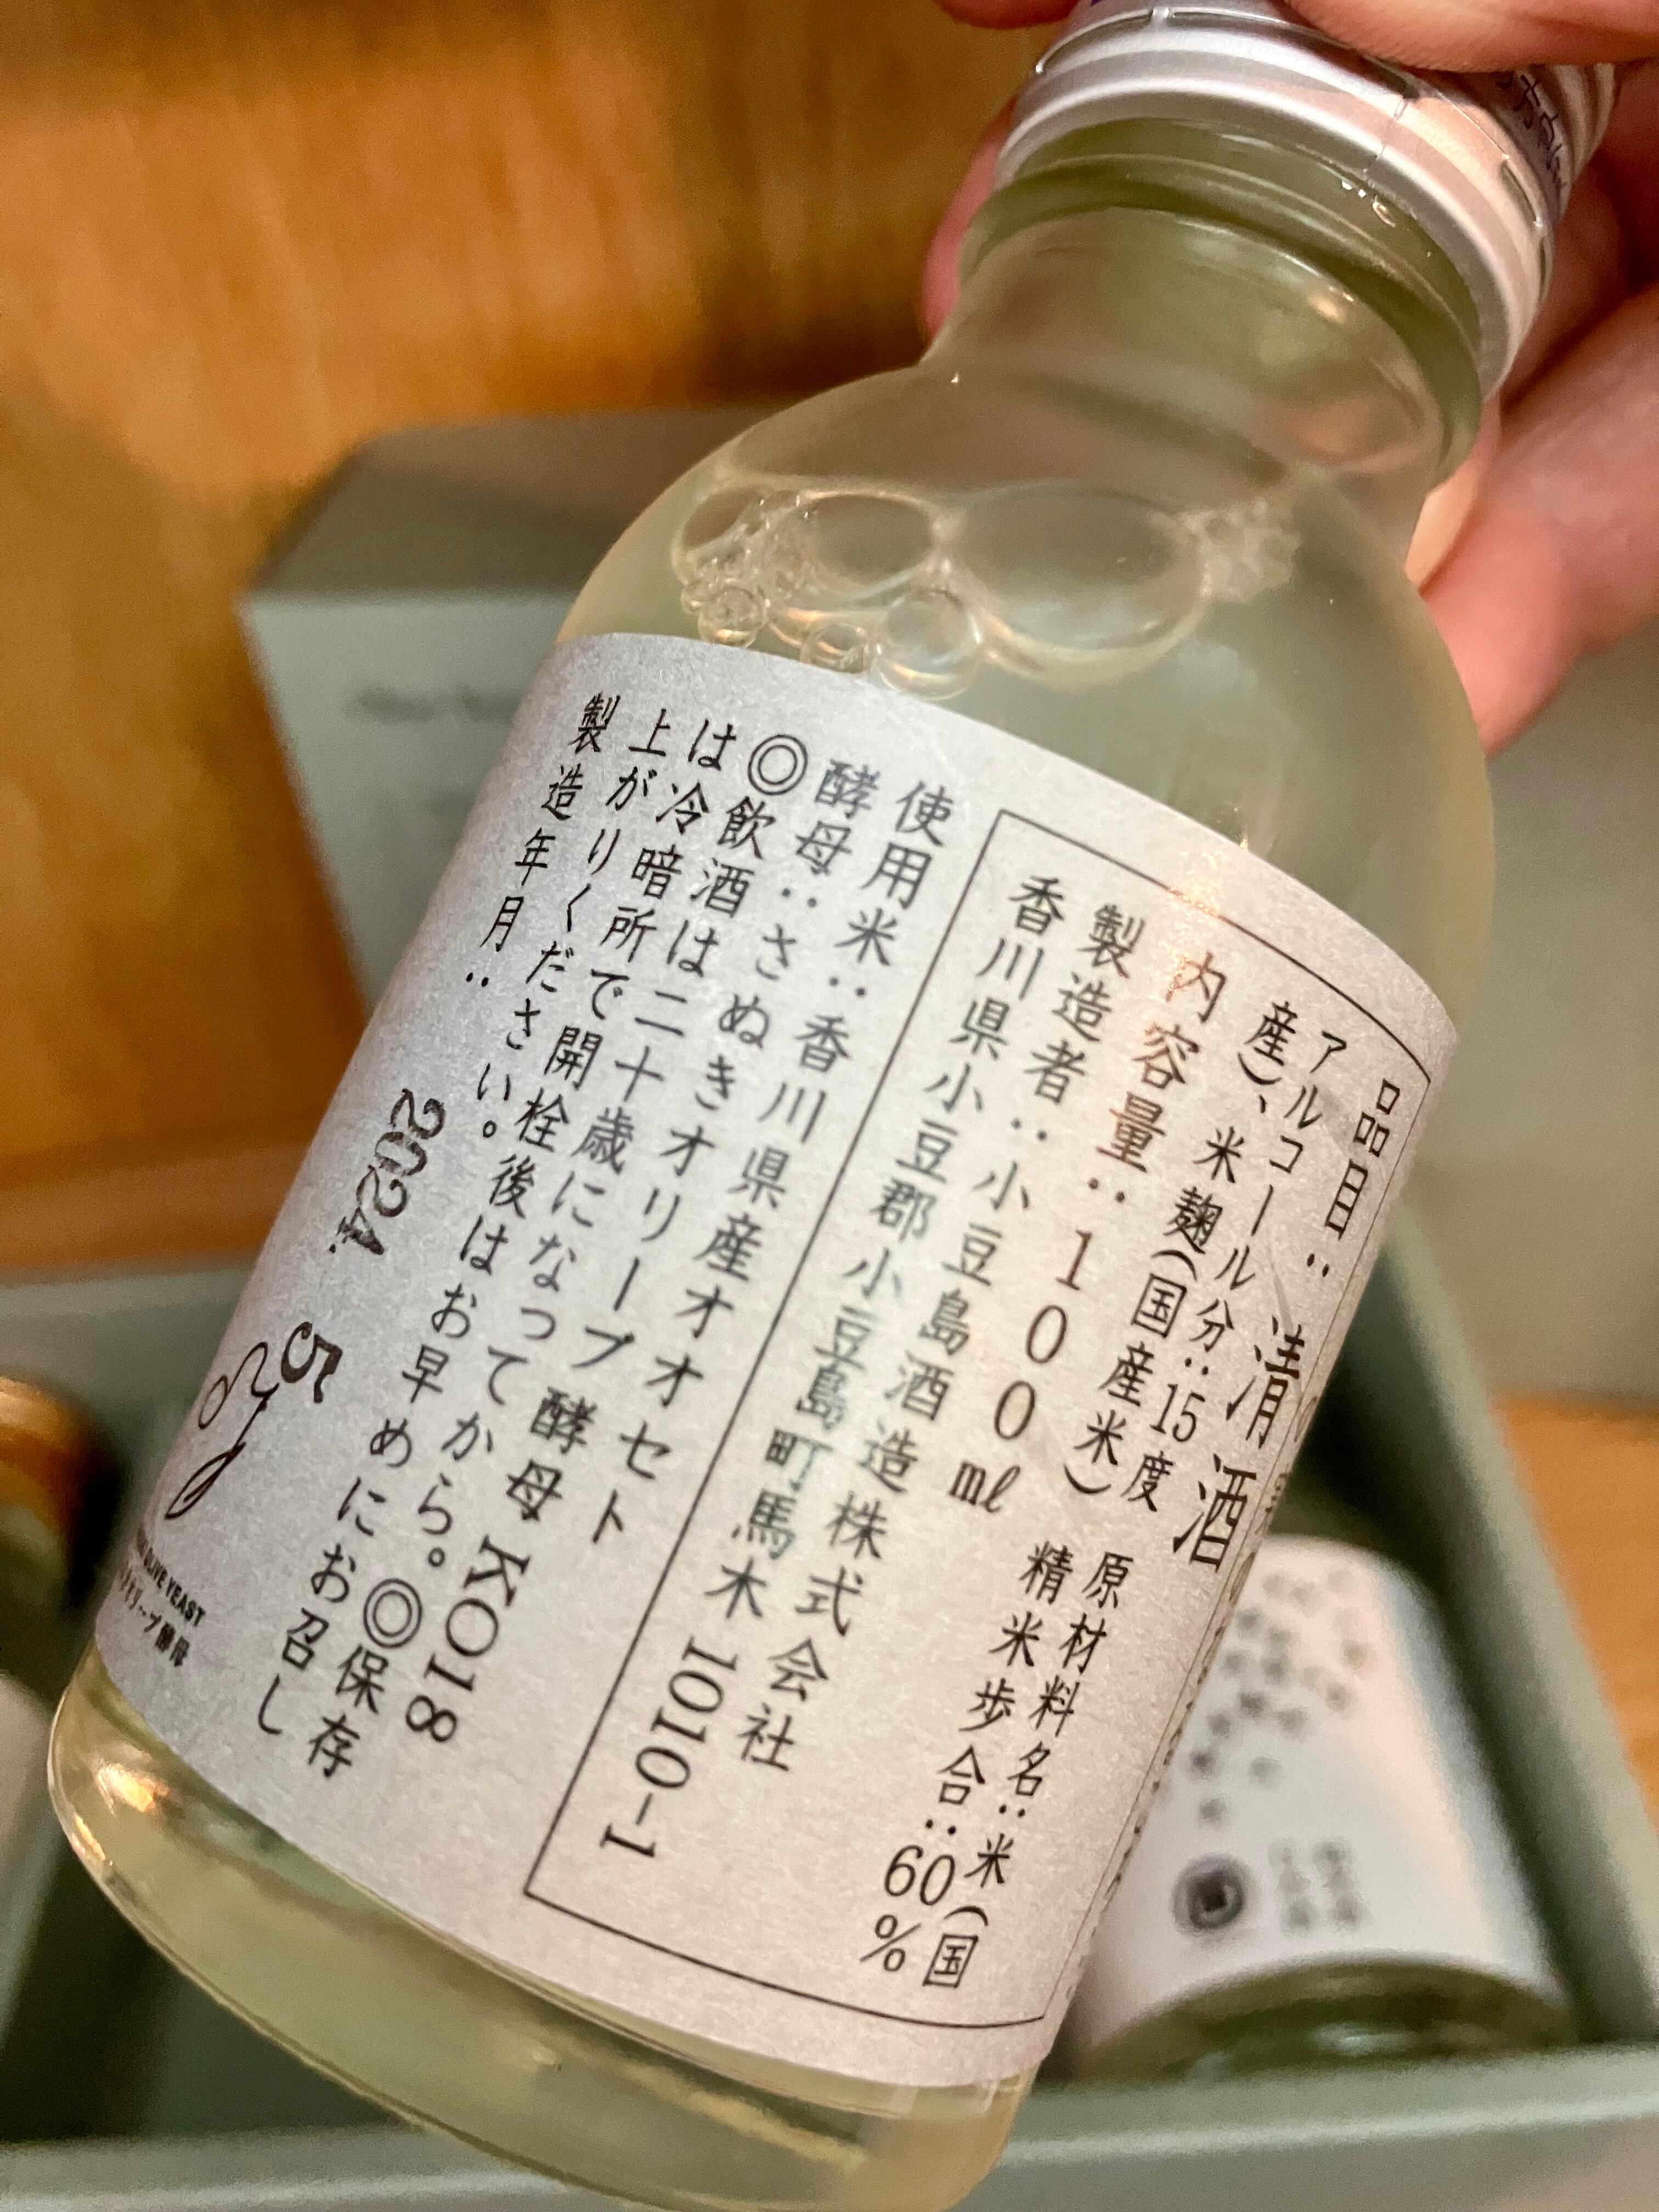 品目：清酒
アルコール分：15度 原材料名：米（国
産）、米麹（国産米） 精米歩合：60%
内容量：100ml
製造者：小豆島酒造株式会社
香川県小豆郡小豆島町馬木 1010-1
使用米：香川県産オオセト
酵母：さぬきオリーブ酵母 KO18
◎飲酒は二十歳になってから。◎保存
は冷暗所で開栓後はお早めにお召し
上がりください。
製造年月：
2024 5
OLIVE YEAST
オリーブ酵母